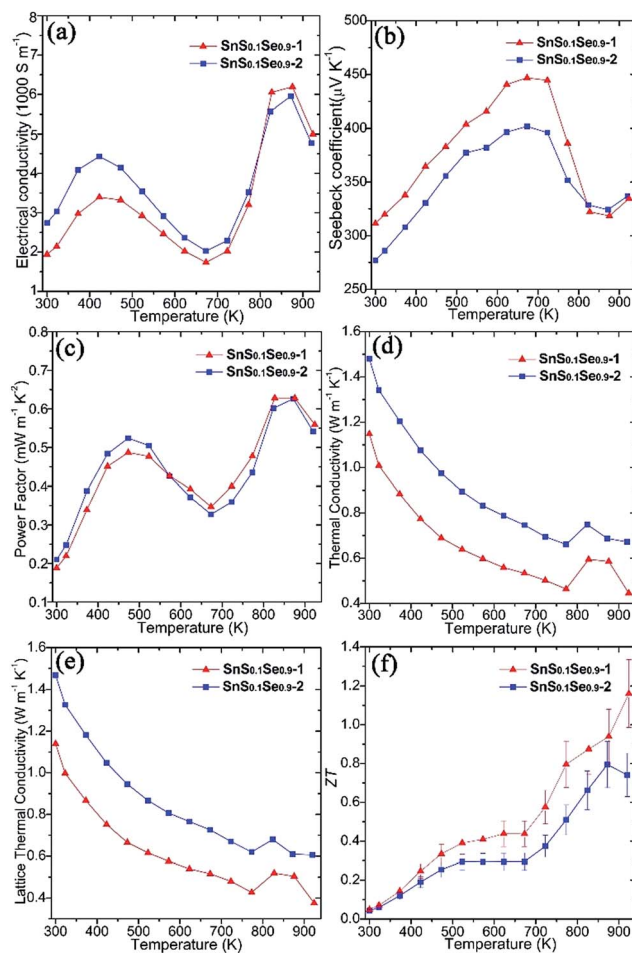 (a)
SnS0.1Se0.9-1
SnS0.1Se0.9-2
Electrical conductivity (1000 S m⁻¹)
8
7
6
5
4
3
2
1
300 400 500 600 700 800 900
Temperature (K)
(b)
SnS0.1Se0.9-1
SnS0.1Se0.9-2
Seebeck coefficient(μV K⁻¹)
500
450
400
350
300
250
300 400 500 600 700 800 900
Temperature (K)
(c)
SnS0.1Se0.9-1
SnS0.1Se0.9-2
Power Factor (mW m⁻¹ K⁻²)
0.8
0.7
0.6
0.5
0.4
0.3
0.2
0.1
300 400 500 600 700 800 900
Temperature (K)
(d)
SnS0.1Se0.9-1
SnS0.1Se0.9-2
Thermal Conductivity (W m⁻¹ K⁻¹)
1.6
1.4
1.2
1.0
0.8
0.6
0.4
300 400 500 600 700 800 900
Temperature (K)
(e)
SnS0.1Se0.9-1
SnS0.1Se0.9-2
Lattice Thermal Conductivity (W m⁻¹ K⁻¹)
1.6
1.4
1.2
1.0
0.8
0.6
0.4
300 400 500 600 700 800 900
Temperature (K)
(f)
SnS0.1Se0.9-1
SnS0.1Se0.9-2
ZT
1.4
1.2
1.0
0.8
0.6
0.4
0.2
0.0
300 400 500 600 700 800 900
Temperature (K)